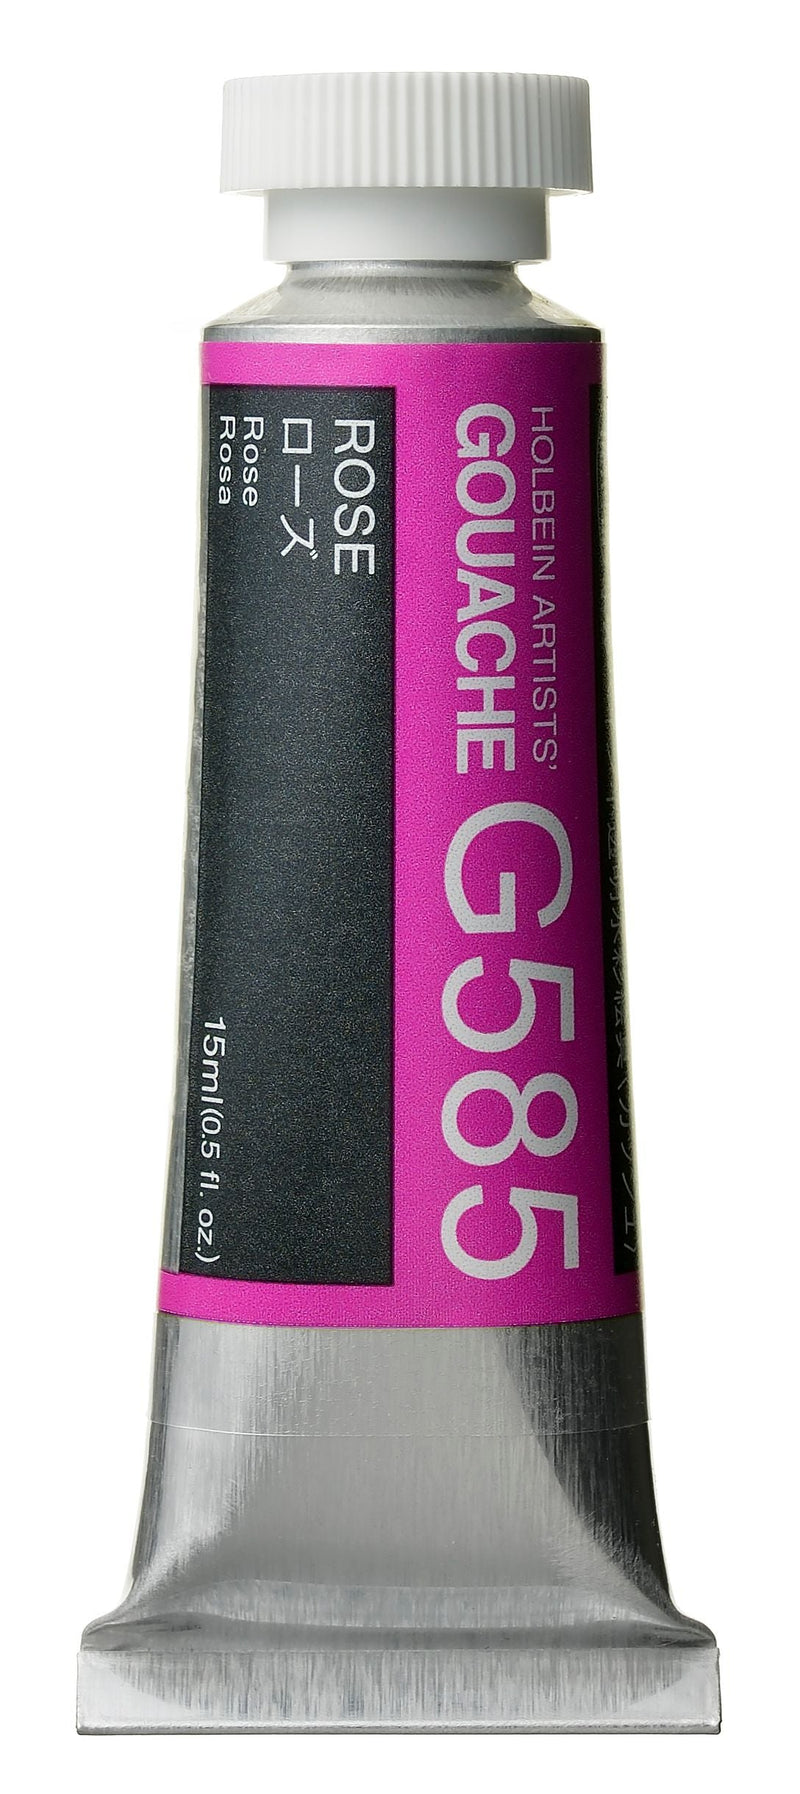 HOLBEIN ARTISTS'
GOUACHE
G585
ROSE
ローズ
Rose
Rosa
15ml(0.5 fl. oz.)